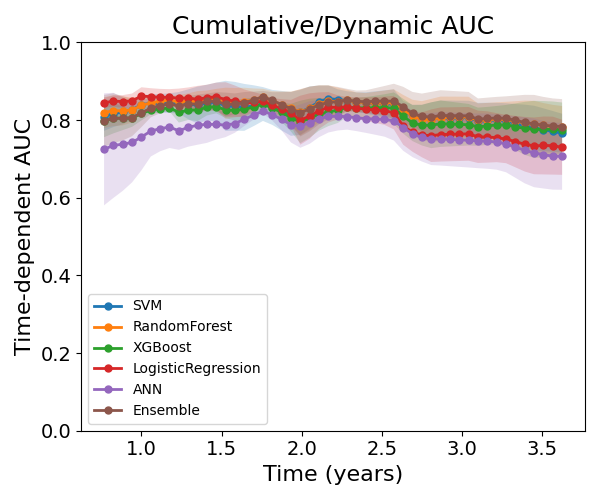 Cumulative/Dynamic AUC
Time-dependent AUC
1.0
0.8
0.6
0.4
0.2
0.0
SVM
RandomForest
XGBoost
LogisticRegression
ANN
Ensemble
1.0 1.5 2.0 2.5 3.0 3.5
Time (years)